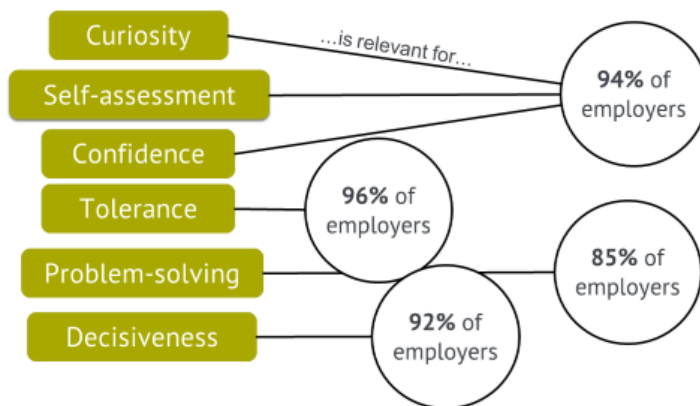 Curiosity
...is relevant for...
Self-assessment
94% of
employers
Confidence
Tolerance
96% of
employers
Problem-solving
85% of
employers
Decisiveness
92% of
employers